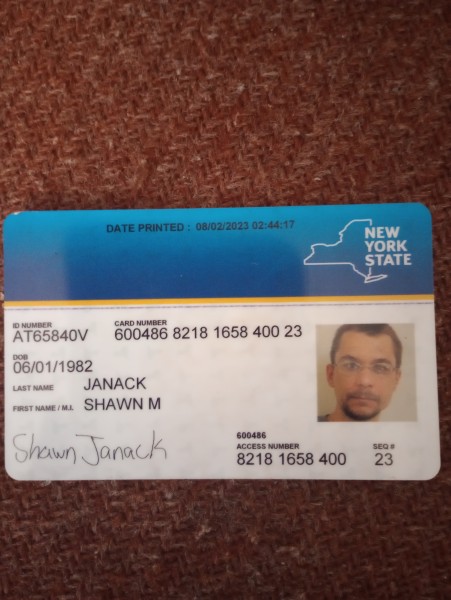 DATE PRINTED : 08/02/2023 02:44:17
NEW
YORK
STATE
ID NUMBER
AT65840V
CARD NUMBER
600486 8218 1658 400 23
DOB
06/01/1982
LAST NAME JANACK
FIRST NAME / M.I. SHAWN M
Shawn Janack
600486
ACCESS NUMBER
8218 1658 400
SEQ #
23